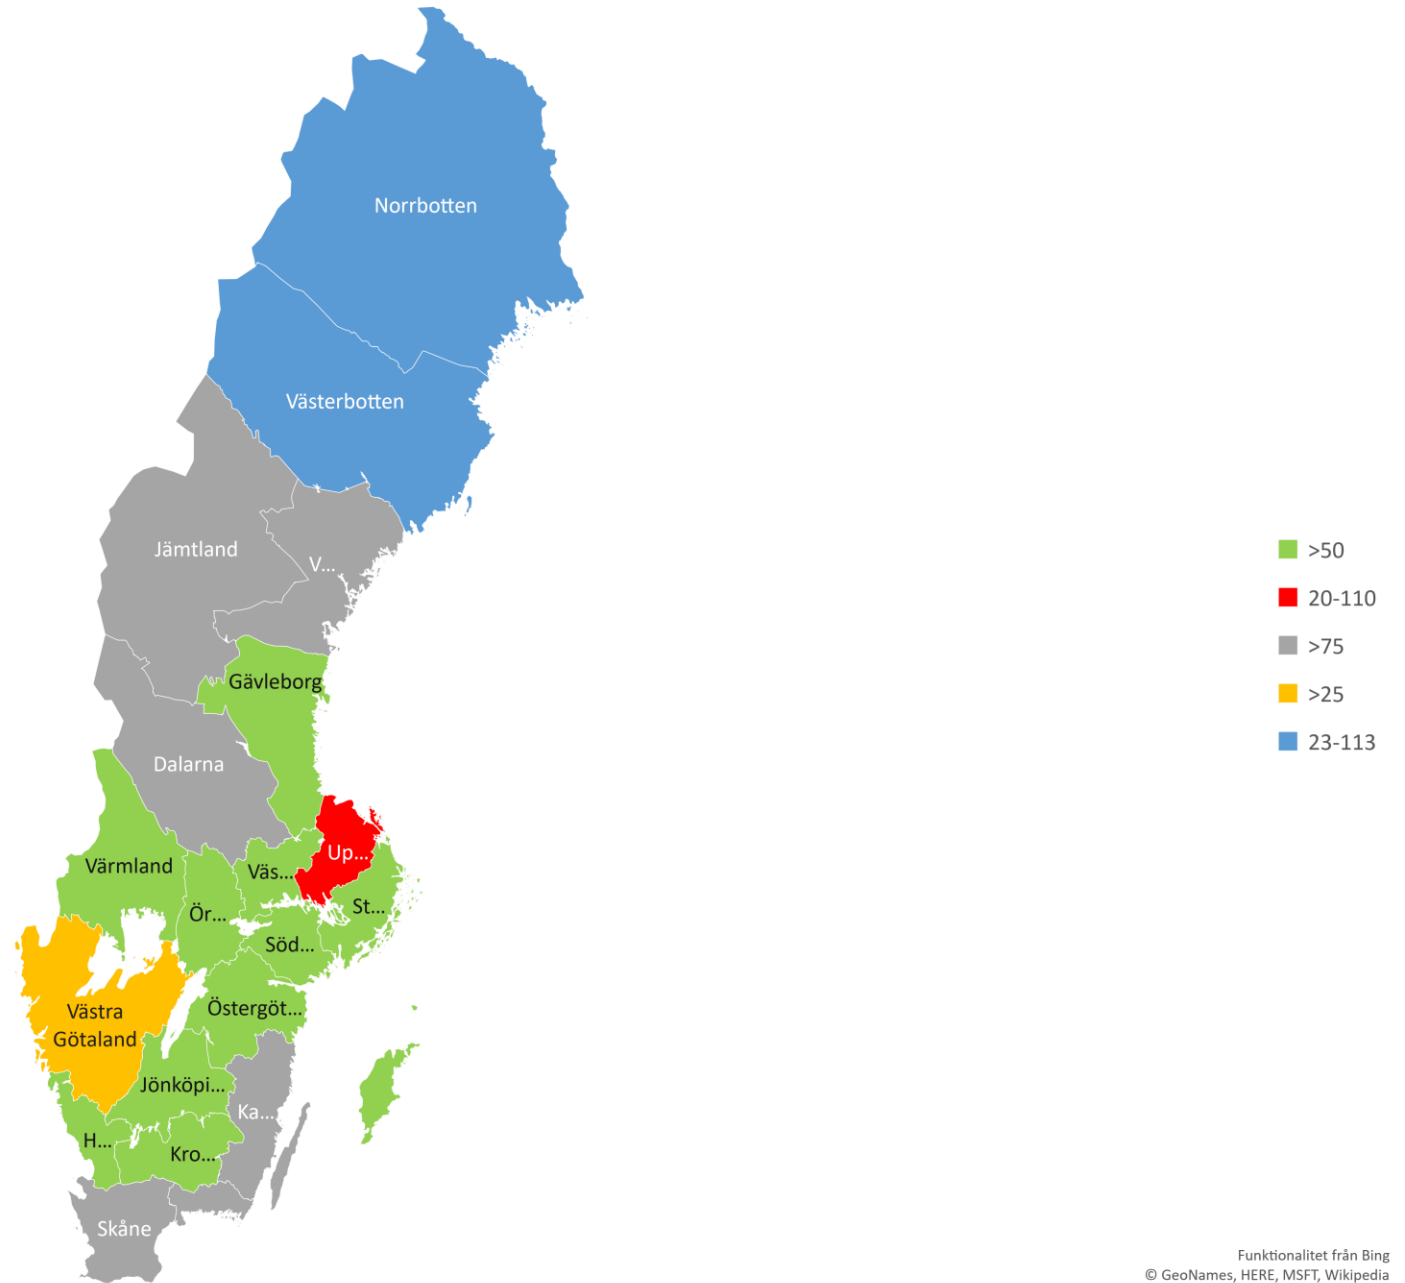 Norrbotten
Västerbotten
Jämtland
V...
Gävleborg
Dalarna
Värmland
Up...
Väs...
Ör...
St...
Söd...
Västra
Götaland
Östergöt...
Jönköpi...
Ka...
H...
Kro...
Skåne
>50
20-110
>75
>25
23-113
Funktionalitet från Bing
© GeoNames, HERE, MSFT, Wikipedia